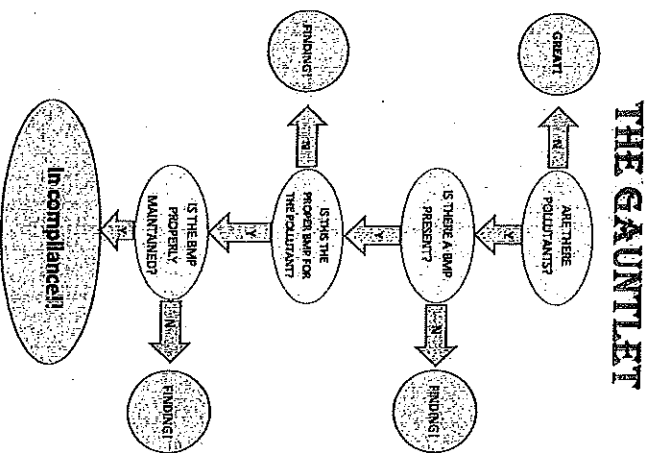 THE GAUNTLET
ARE THERE
POLLUTANTS?
N
GREAT!
Y
IS THERE A BMP
PRESENT?
N
FINDING!
Y
IS THIS THE
PROPER BMP FOR
THE POLLUTANT?
N
FINDING!
Y
IS THE BMP
PROPERLY
MAINTAINED?
N
FINDING!
Y
In compliance!!